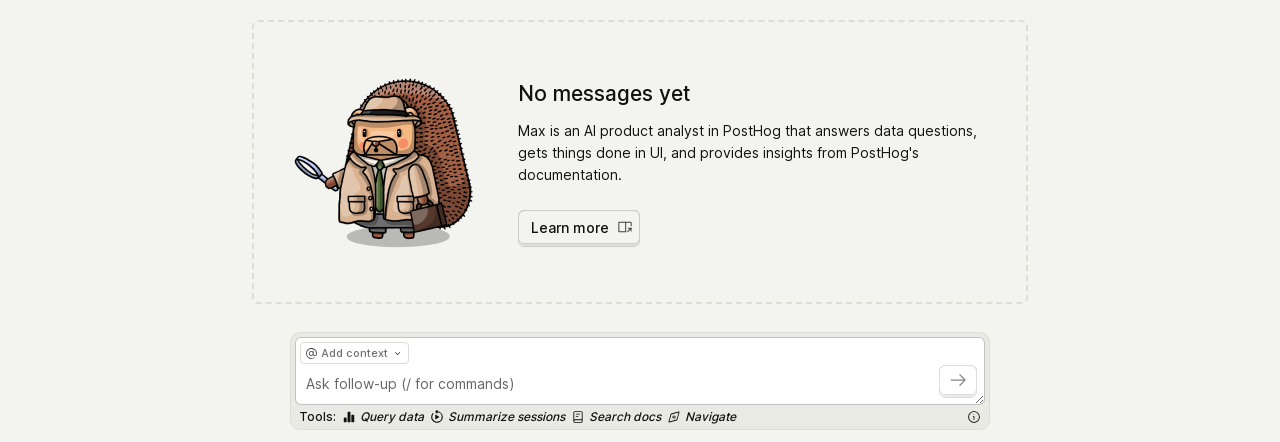 No messages yet
Max is an AI product analyst in PostHog that answers data questions,
gets things done in UI, and provides insights from PostHog's
documentation.
Learn more
@ Add context
Ask follow-up (/ for commands)
Tools: Query data Summarize sessions Search docs Navigate